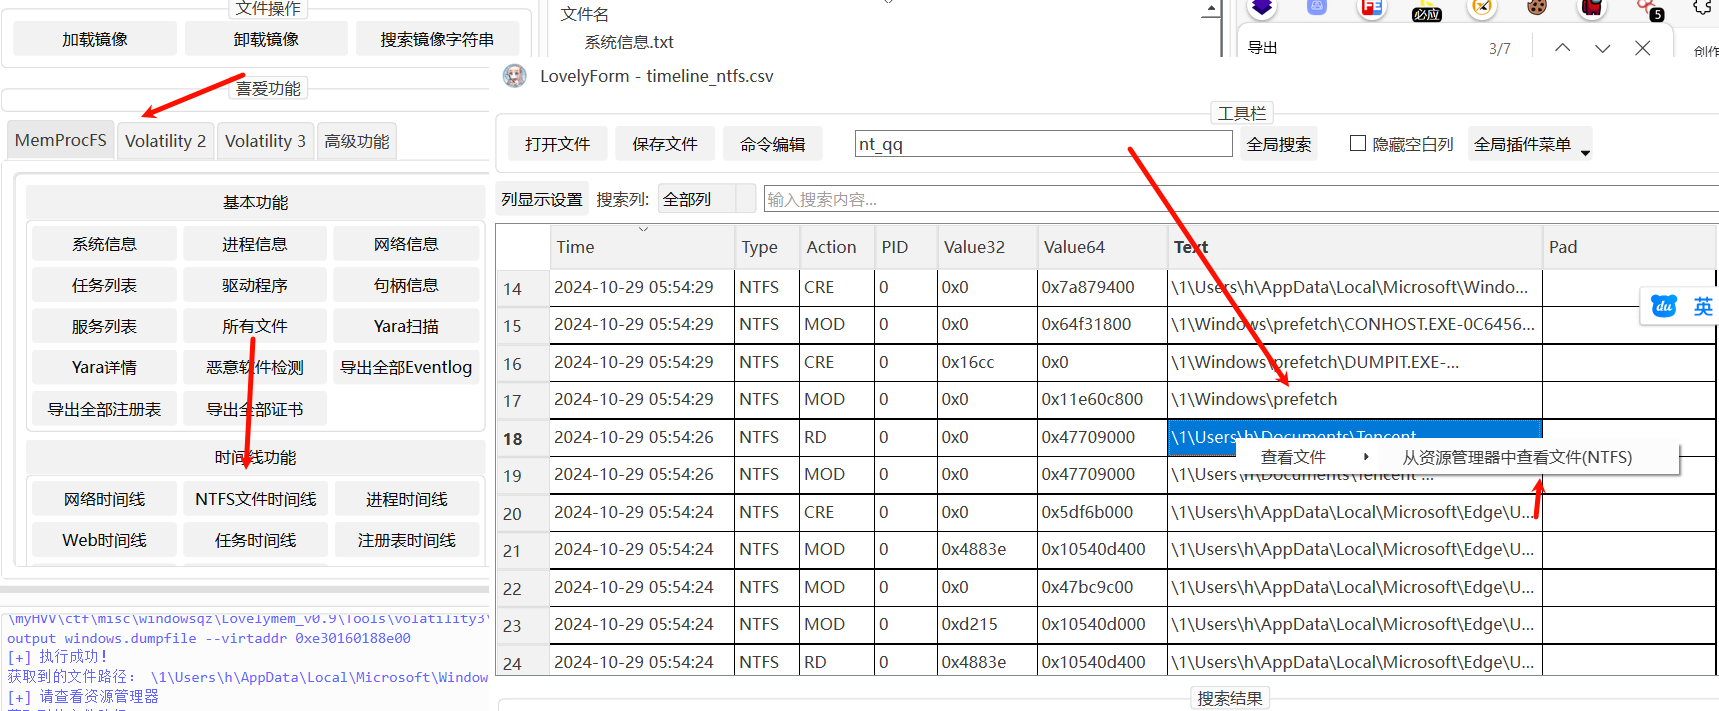 文件操作
加载镜像 卸载镜像 搜索镜像字符串
喜爱功能
MemProcFS Volatility 2 Volatility 3 高级功能
基本功能
系统信息 进程信息 网络信息
任务列表 驱动程序 句柄信息
服务列表 所有文件 Yara扫描
Yara详情 恶意软件检测 导出全部Eventlog
导出全部注册表 导出全部证书
时间线功能
网络时间线 NTFS文件时间线 进程时间线
Web时间线 任务时间线 注册表时间线
\myHVV\ctf\misc\windowsqz\Lovelymem_v0.9\Tools\volatility3\
output windows.dumpfile --virtaddr 0xe30160188e00
[+] 执行成功!
获取到的文件路径: \1\Users\h\AppData\Local\Microsoft\Window
[+] 请查看资源管理器
文件名
系统信息.txt
必应
5
导出 3/7
创作
LovelyForm - timeline_ntfs.csv
工具栏
打开文件 保存文件 命令编辑 nt_qq 全局搜索 隐藏空白列 全局插件菜单
列显示设置 搜索列: 全部列 输入搜索内容...
Time Type Action PID Value32 Value64 Text Pad
14 2024-10-29 05:54:29 NTFS CRE 0 0x0 0x7a879400 \1\Users\h\AppData\Local\Microsoft\Windo...
15 2024-10-29 05:54:29 NTFS MOD 0 0x0 0x64f31800 \1\Windows\prefetch\CONHOST.EXE-0C6456...
16 2024-10-29 05:54:29 NTFS CRE 0 0x16cc 0x0 \1\Windows\prefetch\DUMPIT.EXE-...
17 2024-10-29 05:54:29 NTFS MOD 0 0x0 0x11e60c800 \1\Windows\prefetch
18 2024-10-29 05:54:26 NTFS RD 0 0x0 0x47709000 \1\Users\h\Documents\Tencent
查看文件 从资源管理器中查看文件(NTFS)
19 2024-10-29 05:54:26 NTFS MOD 0 0x0 0x47709000 \1\Users\h\Documents\Tencent ...
20 2024-10-29 05:54:24 NTFS CRE 0 0x0 0x5df6b000 \1\Users\h\AppData\Local\Microsoft\Edge\U...
21 2024-10-29 05:54:24 NTFS MOD 0 0x4883e 0x10540d400 \1\Users\h\AppData\Local\Microsoft\Edge\U...
22 2024-10-29 05:54:24 NTFS MOD 0 0x0 0x47bc9c00 \1\Users\h\AppData\Local\Microsoft\Edge\U...
23 2024-10-29 05:54:24 NTFS MOD 0 0xd215 0x10540d000 \1\Users\h\AppData\Local\Microsoft\Edge\U...
24 2024-10-29 05:54:24 NTFS RD 0 0x4883e 0x10540d400 \1\Users\h\AppData\Local\Microsoft\Edge\U...
搜索结果
du 英